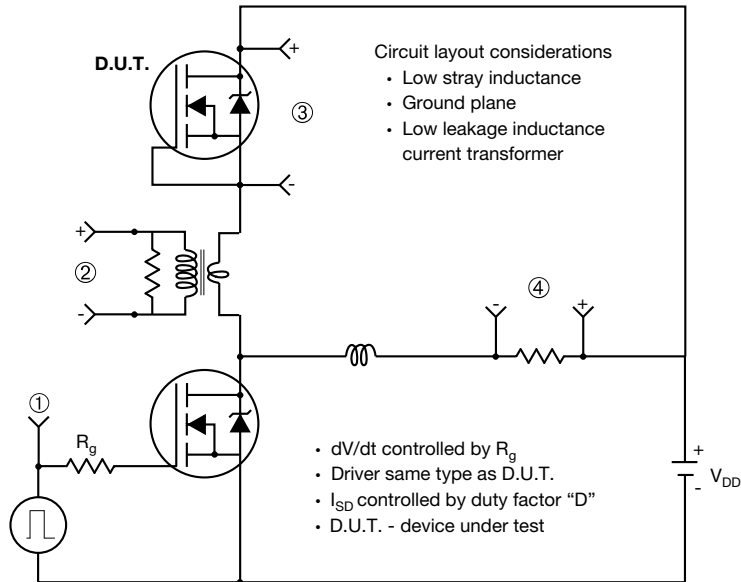 D.U.T.
+
③
-
Circuit layout considerations
• Low stray inductance
• Ground plane
• Low leakage inductance
current transformer
+
②
-
-
④
+
①
Rg
• dV/dt controlled by Rg
• Driver same type as D.U.T.
• ISD controlled by duty factor “D”
• D.U.T. - device under test
+
-
VDD